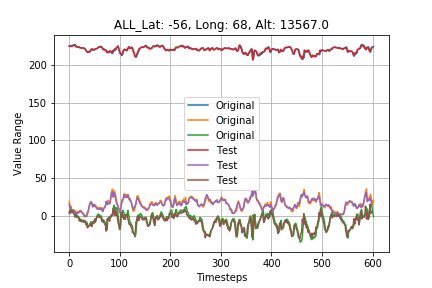 ALL_Lat: -56, Long: 68, Alt: 13567.0
Value Range
200
150
100
50
0
Original
Original
Original
Test
Test
Test
0 100 200 300 400 500 600
Timesteps